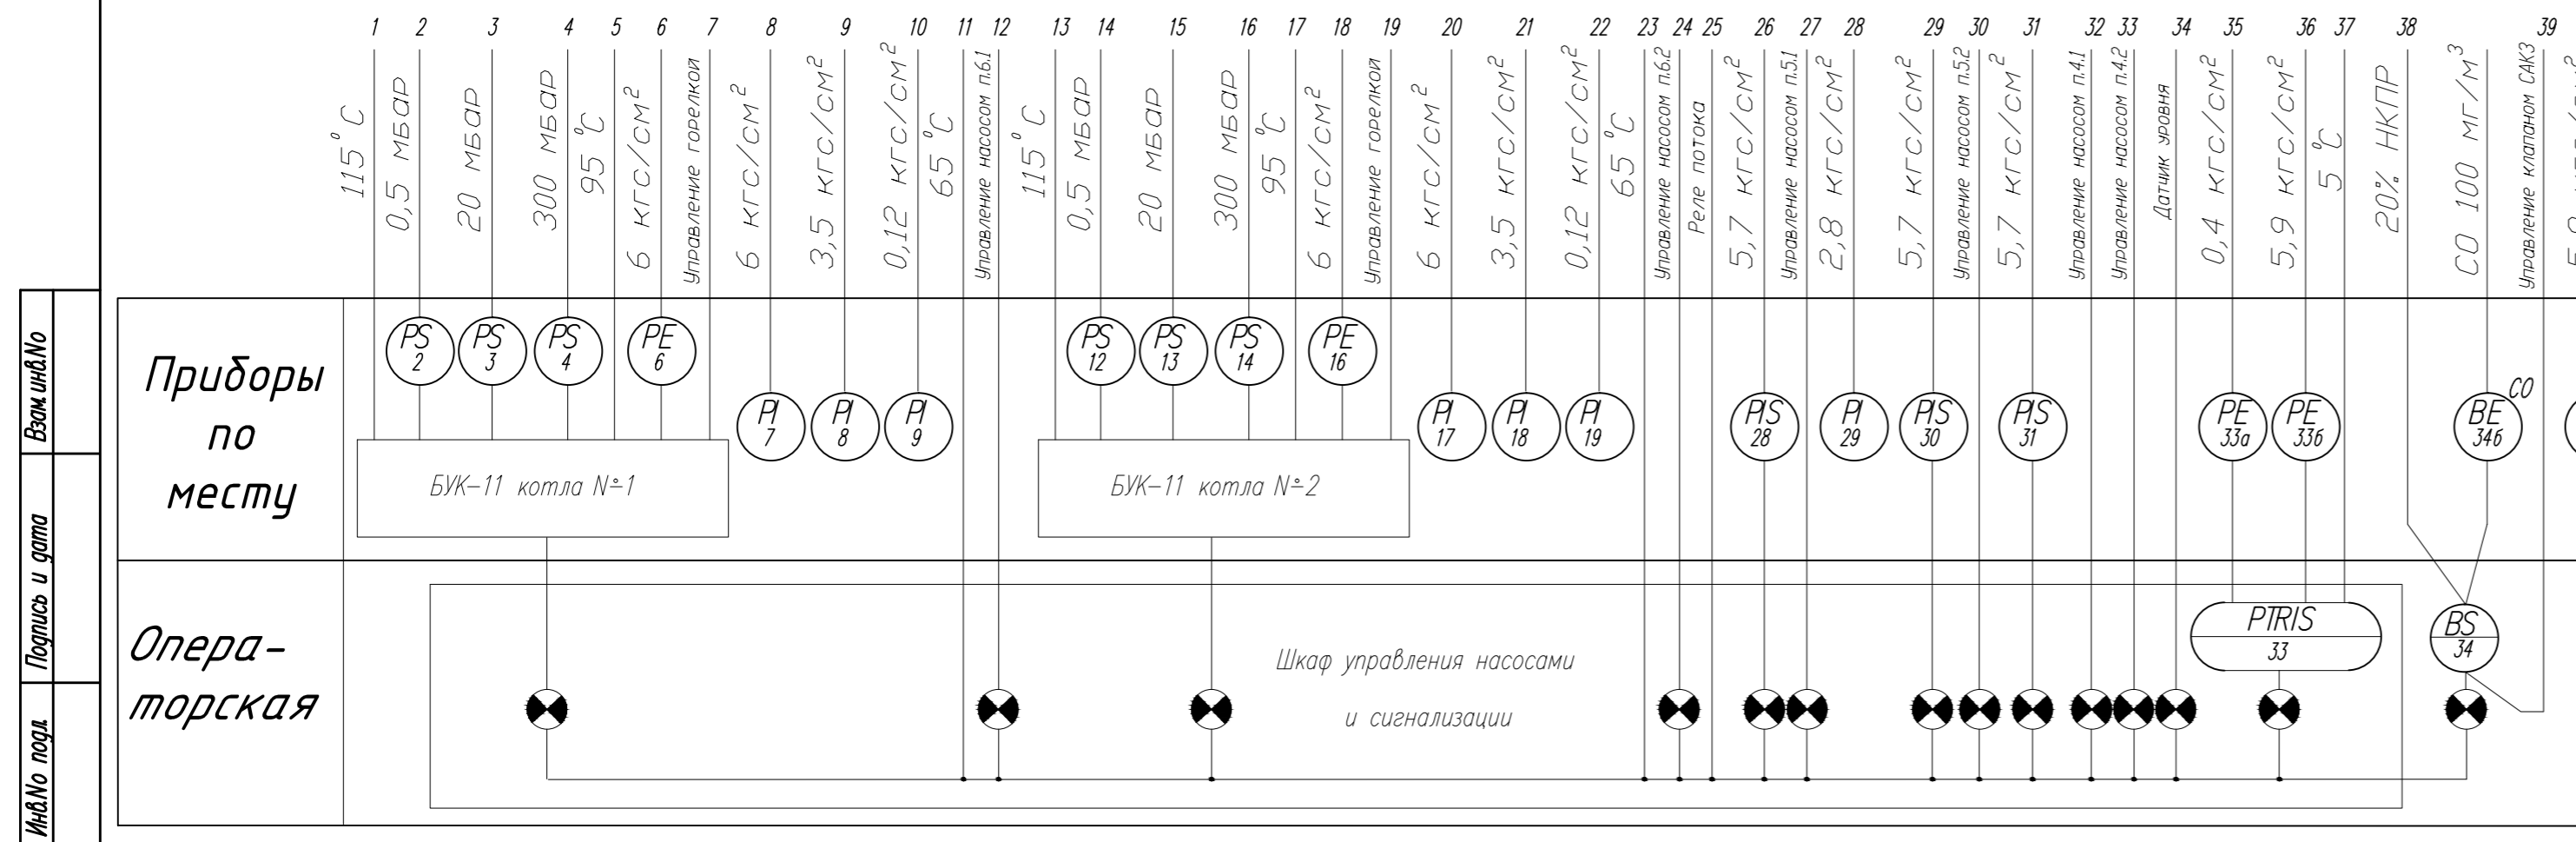 1 2 3 4 5 6 7 8 9 10 11 12 13 14 15 16 17 18 19 20 21 22 23 24 25 26 27 28 29 30 31 32 33 34 35 36 37 38 39
115°С
0,5 мбар
20 мбар
300 мбар
95 °С
6 кгс/см²
Управление горелкой
6 кгс/см²
3,5 кгс/см²
0,12 кгс/см²
65 °С
Управление насосом п.6.1
115°С
0,5 мбар
20 мбар
300 мбар
95 °С
6 кгс/см²
Управление горелкой
6 кгс/см²
3,5 кгс/см²
0,12 кгс/см²
65 °С
Управление насосом п.6.2
Реле потока
5,7 кгс/см²
Управление насосом п.5.1
2,8 кгс/см²
5,7 кгс/см²
Управление насосом п.5.2
5,7 кгс/см²
Управление насосом п.4.1
Управление насосом п.4.2
Датчик уровня
0,4 кгс/см²
5,9 кгс/см²
5 °С
20% НКПР
СО 100 мг/м³
Управление клапаном САК3
Приборы
по
месту
PS
2
PS
3
PS
4
PE
6
PI
7
PI
8
PI
9
PS
12
PS
13
PS
14
PE
16
PI
17
PI
18
PI
19
PIS
28
PI
29
PIS
30
PIS
31
PE
33а
PE
33б
BE
34б
СО
БУК-11 котла №1
БУК-11 котла №2
Опера-
торская
Шкаф управления насосами
и сигнализации
PTRIS
33
BS
34
Взам.инв.№
Подпись и дата
Инв.№ подл.